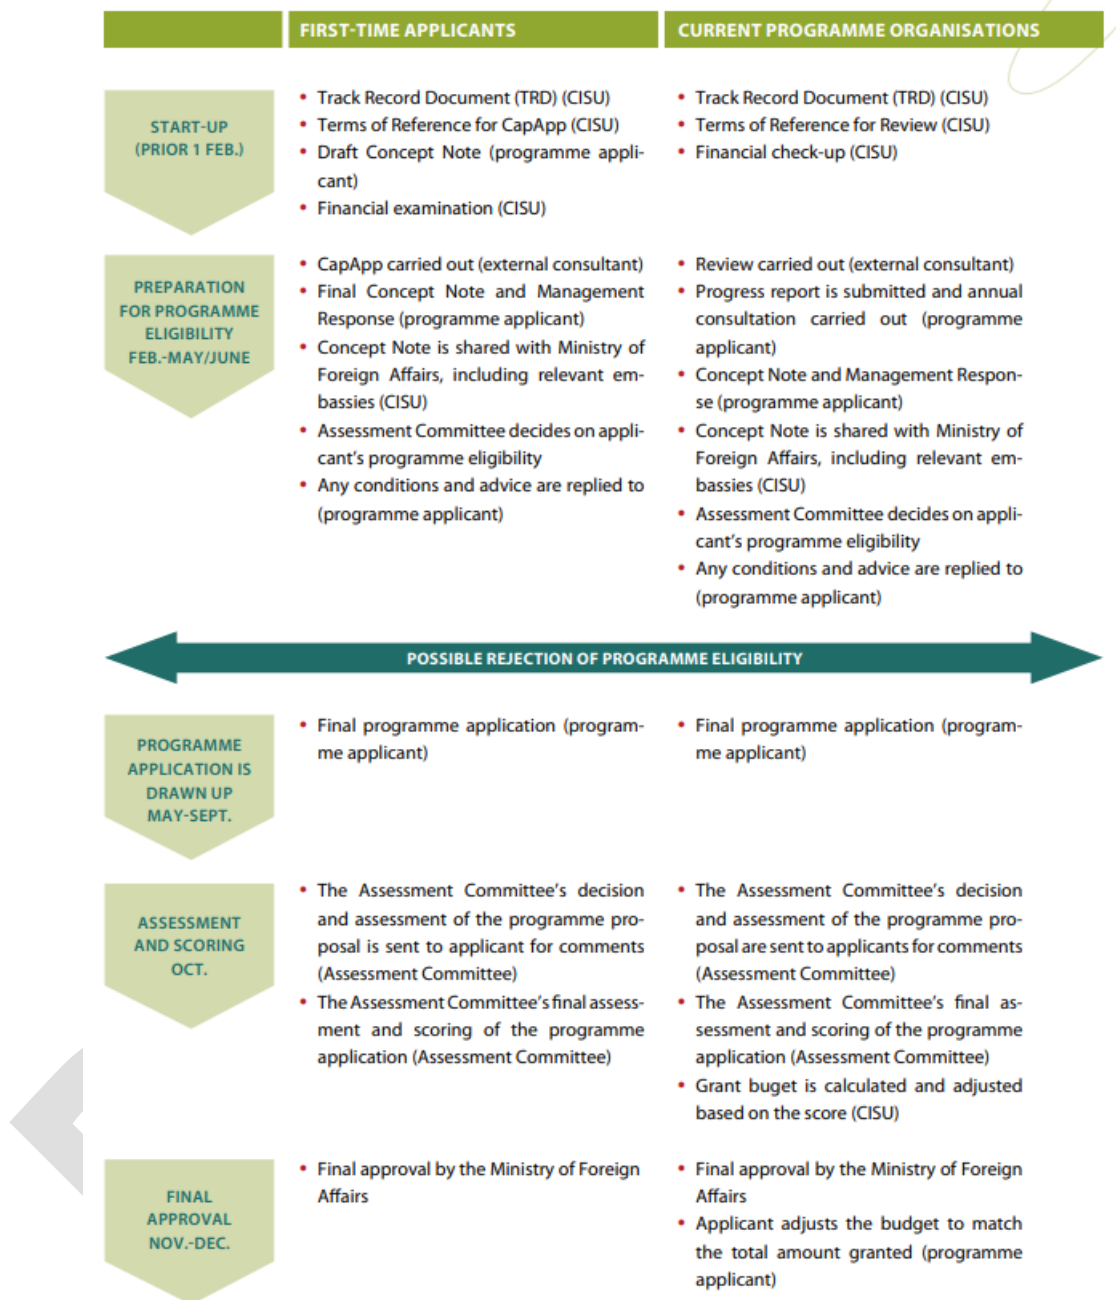 FIRST-TIME APPLICANTS
CURRENT PROGRAMME ORGANISATIONS
START-UP
(PRIOR 1 FEB.)
• Track Record Document (TRD) (CISU)
• Terms of Reference for CapApp (CISU)
• Draft Concept Note (programme appli-
cant)
• Financial examination (CISU)
• Track Record Document (TRD) (CISU)
• Terms of Reference for Review (CISU)
• Financial check-up (CISU)
PREPARATION
FOR PROGRAMME
ELIGIBILITY
FEB.-MAY/JUNE
• CapApp carried out (external consultant)
• Final Concept Note and Management
Response (programme applicant)
• Concept Note is shared with Ministry of
Foreign Affairs, including relevant em-
bassies (CISU)
• Assessment Committee decides on appli-
cant's programme eligibility
• Any conditions and advice are replied to
(programme applicant)
• Review carried out (external consultant)
• Progress report is submitted and annual
consultation carried out (programme
applicant)
• Concept Note and Management Respon-
se (programme applicant)
• Concept Note is shared with Ministry of
Foreign Affairs, including relevant em-
bassies (CISU)
• Assessment Committee decides on appli-
cant's programme eligibility
• Any conditions and advice are replied to
(programme applicant)
POSSIBLE REJECTION OF PROGRAMME ELIGIBILITY
PROGRAMME
APPLICATION IS
DRAWN UP
MAY-SEPT.
• Final programme application (program-
me applicant)
• Final programme application (program-
me applicant)
ASSESSMENT
AND SCORING
OCT.
• The Assessment Committee's decision
and assessment of the programme pro-
posal is sent to applicant for comments
(Assessment Committee)
• The Assessment Committee's final assess-
ment and scoring of the programme
application (Assessment Committee)
• The Assessment Committee's decision
and assessment of the programme pro-
posal are sent to applicants for comments
(Assessment Committee)
• The Assessment Committee's final as-
sessment and scoring of the programme
application (Assessment Committee)
• Grant buget is calculated and adjusted
based on the score (CISU)
FINAL
APPROVAL
NOV.-DEC.
• Final approval by the Ministry of Foreign
Affairs
• Final approval by the Ministry of Foreign
Affairs
• Applicant adjusts the budget to match
the total amount granted (programme
applicant)